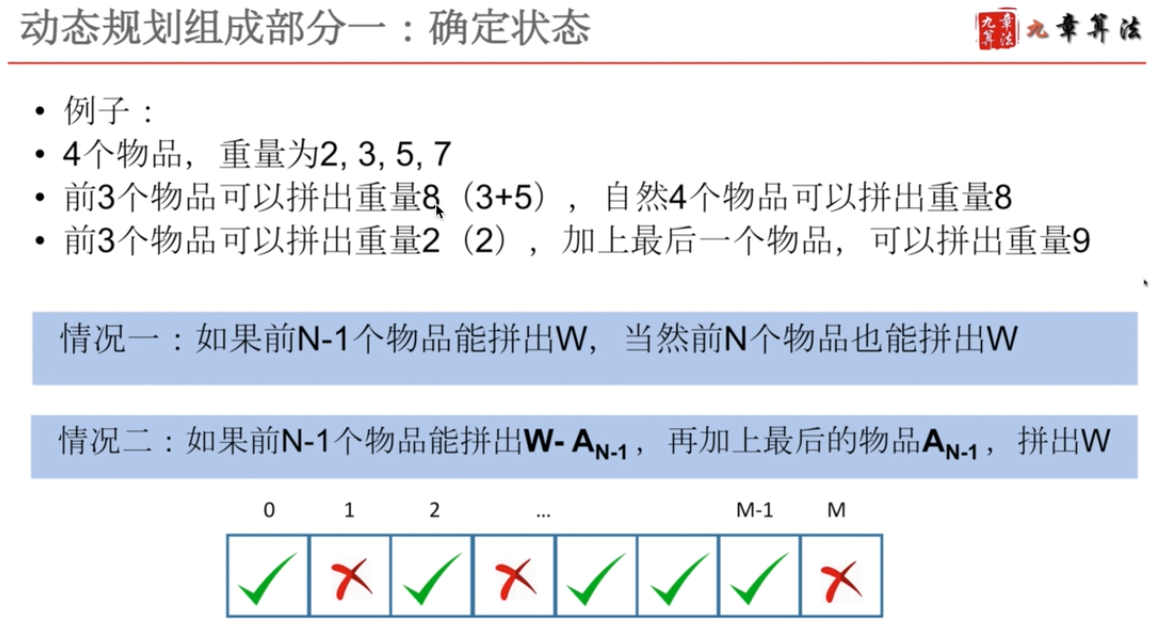 动态规划组成部分一：确定状态
九章算法 九章算法
• 例子：
• 4个物品，重量为2, 3, 5, 7
• 前3个物品可以拼出重量8（3+5），自然4个物品可以拼出重量8
• 前3个物品可以拼出重量2（2），加上最后一个物品，可以拼出重量9
情况一：如果前N-1个物品能拼出W，当然前N个物品也能拼出W
情况二：如果前N-1个物品能拼出W- A_N-1，再加上最后的物品A_N-1，拼出W
0 1 2 ... M-1 M